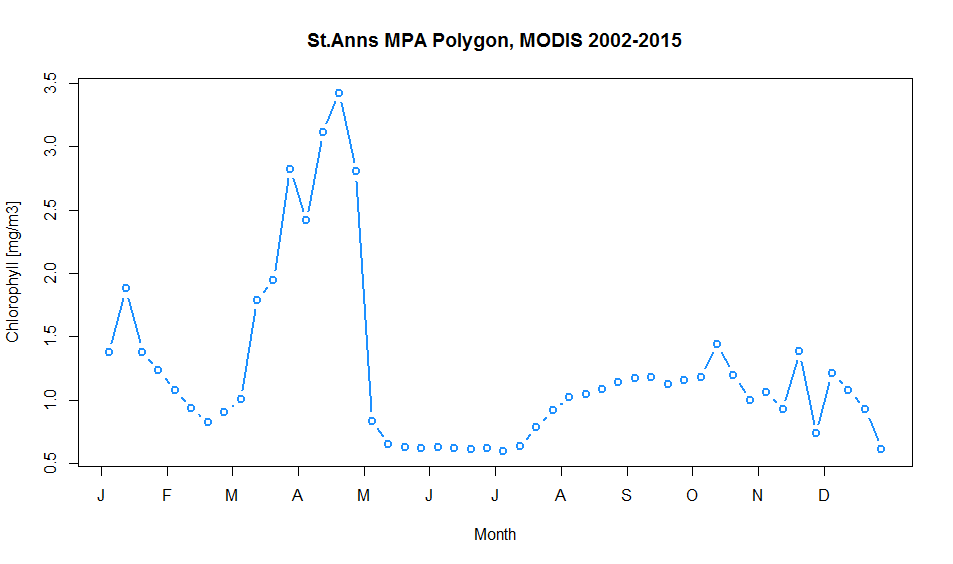 St.Anns MPA Polygon, MODIS 2002-2015
3.5
3.0
2.5
2.0
1.5
1.0
0.5
Chlorophyll [mg/m3]
J F M A M J J A S O N D
Month